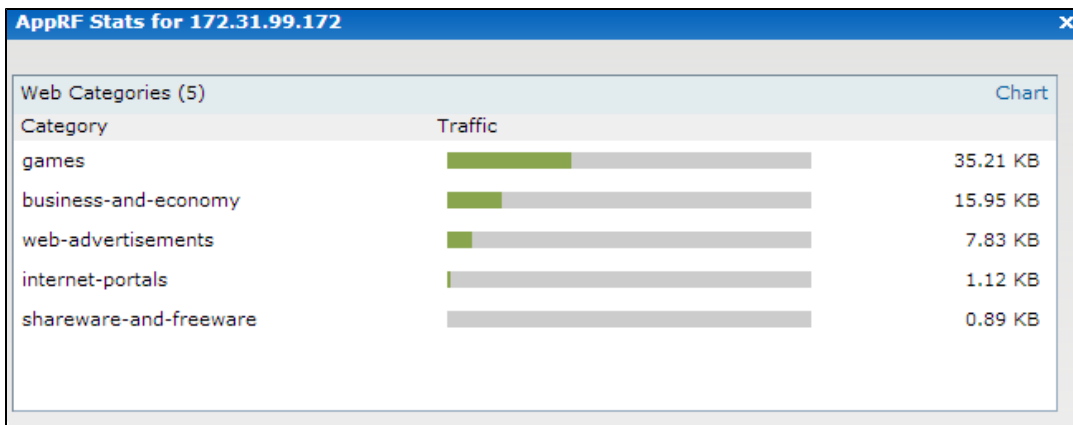 AppRF Stats for 172.31.99.172 x
Web Categories (5) Chart
Category Traffic
games 35.21 KB
business-and-economy 15.95 KB
web-advertisements 7.83 KB
internet-portals 1.12 KB
shareware-and-freeware 0.89 KB